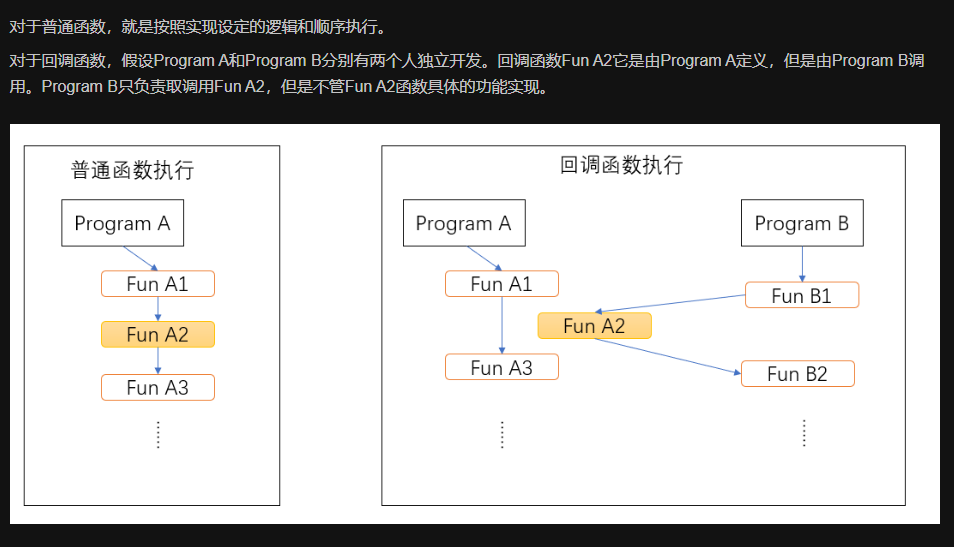 对于普通函数，就是按照实现设定的逻辑和顺序执行。
对于回调函数，假设Program A和Program B分别有两个人独立开发。回调函数Fun A2它是由Program A定义，但是由Program B调
用。Program B只负责取调用Fun A2，但是不管Fun A2函数具体的功能实现。
普通函数执行
Program A
Fun A1
Fun A2
Fun A3
回调函数执行
Program A
Program B
Fun A1
Fun B1
Fun A2
Fun A3
Fun B2